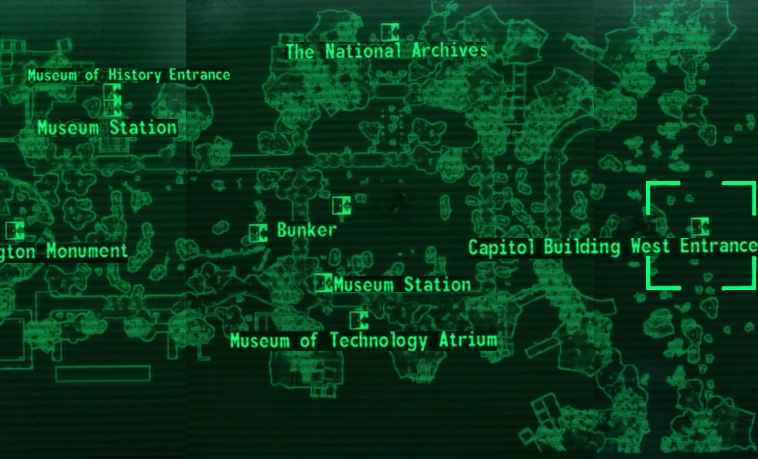 The National Archives
Museum of History Entrance
Museum Station
Bunker
gton Monument
Capitol Building West Entrance
Museum Station
Museum of Technology Atrium